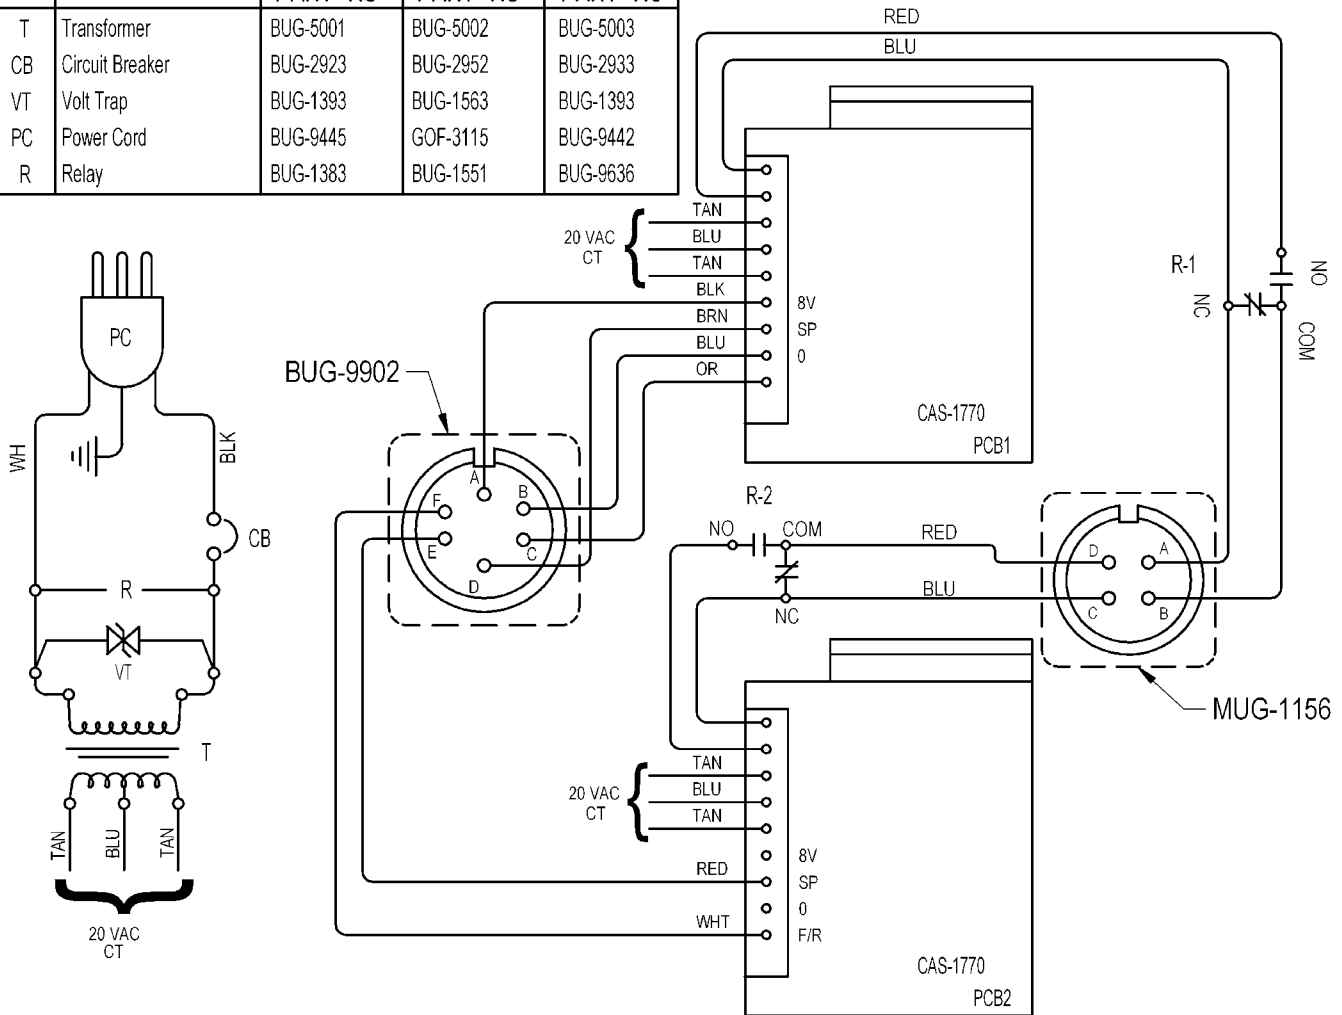 T Transformer BUG-5001 BUG-5002 BUG-5003
CB Circuit Breaker BUG-2923 BUG-2952 BUG-2933
VT Volt Trap BUG-1393 BUG-1563 BUG-1393
PC Power Cord BUG-9445 GOF-3115 BUG-9442
R Relay BUG-1383 BUG-1551 BUG-9636
RED
BLU
TAN
BLU
TAN
20 VAC
CT
BLK
BRN
BLU
OR
8V
SP
0
CAS-1770
PCB1
R-1
NO
NC
COM
PC
WH
BLK
CB
R
VT
T
TAN
BLU
TAN
20 VAC
CT
BUG-9902
A
B
C
D
E
F
R-2
NO
COM
NC
RED
BLU
D
A
C
B
MUG-1156
TAN
BLU
TAN
20 VAC
CT
RED
WHT
8V
SP
0
F/R
CAS-1770
PCB2